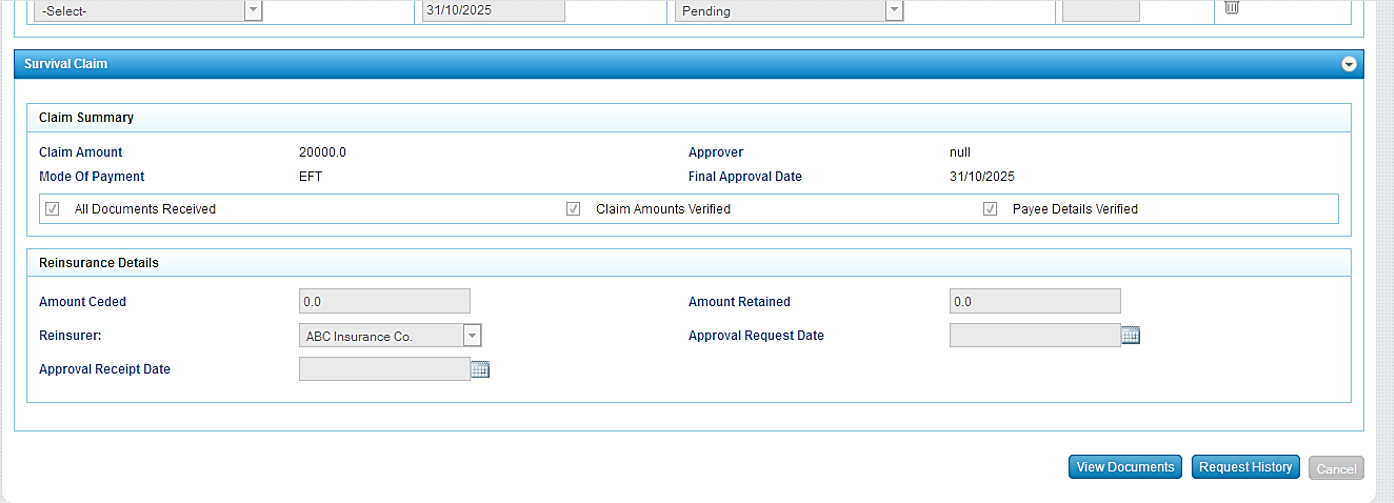 -Select- 31/10/2025 Pending
Survival Claim
Claim Summary
Claim Amount 20000.0 Approver null
Mode Of Payment EFT Final Approval Date 31/10/2025
All Documents Received Claim Amounts Verified Payee Details Verified
Reinsurance Details
Amount Ceded 0.0 Amount Retained 0.0
Reinsurer: ABC Insurance Co. Approval Request Date
Approval Receipt Date
View Documents Request History Cancel